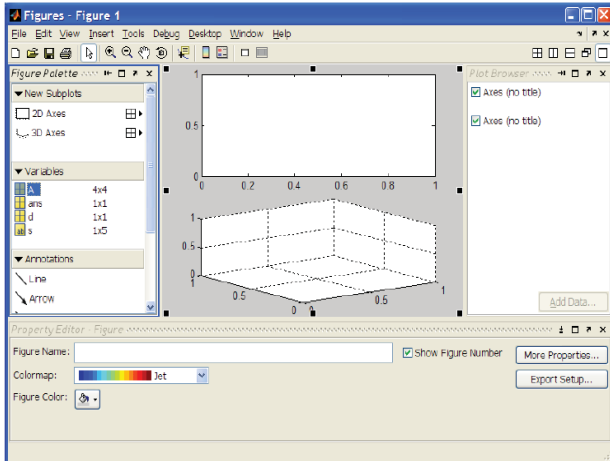 Figures - Figure 1
File Edit View Insert Tools Debug Desktop Window Help
Figure Palette
New Subplots
2D Axes
3D Axes
Variables
A 4x4
ans 1x1
d 1x1
ab s 1x5
Annotations
Line
Arrow
1
0.5
0
0 0.2 0.4 0.6 0.8 1
1
0.5
0
1
0.5
0
0
0.5
1
Plot Browser
Axes (no title)
Axes (no title)
Add Data...
Property Editor - Figure
Figure Name:
Show Figure Number
More Properties...
Colormap:
Jet
Export Setup...
Figure Color: